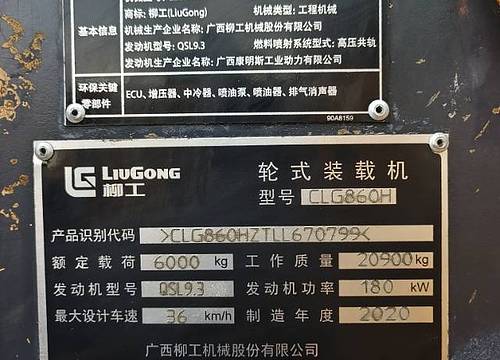 商标：柳工(LiuGong) 机械类型：工程机械
基本信息
机械生产企业名称：广西柳工机械股份有限公司
发动机型号：QSL9.3 燃料喷射系统型式：高压共轨
发动机生产企业名称：广西康明斯工业动力有限公司
环保关键零部件
ECU、增压器、中冷器、喷油泵、喷油器、排气消声器
90A8159
LG LIUGONG 柳工
轮式装载机
型号 CLG860H
产品识别代码 >CLG860HZTLL670799<
额定载荷 6000 kg 工作质量 20900 kg
发动机型号 QSL9.3 发动机功率 180 kW
最大设计车速 36 km/h 制造年度 2020
广西柳工机械股份有限公司